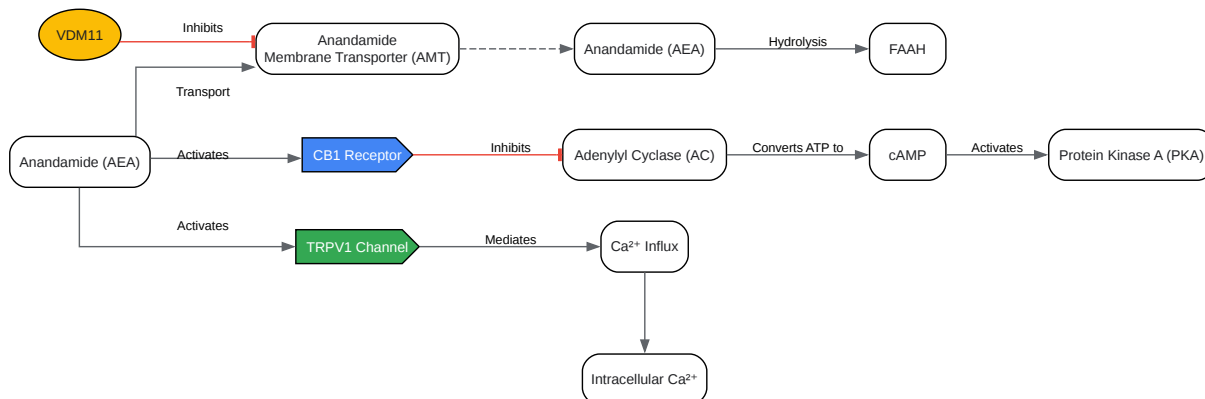 VDM11
Inhibits
Anandamide
Membrane Transporter (AMT)
Anandamide (AEA)
Hydrolysis
FAAH
Transport
Anandamide (AEA)
Activates
CB1 Receptor
Inhibits
Adenylyl Cyclase (AC)
Converts ATP to
cAMP
Activates
Protein Kinase A (PKA)
Activates
TRPV1 Channel
Mediates
Ca²⁺ Influx
Intracellular Ca²⁺